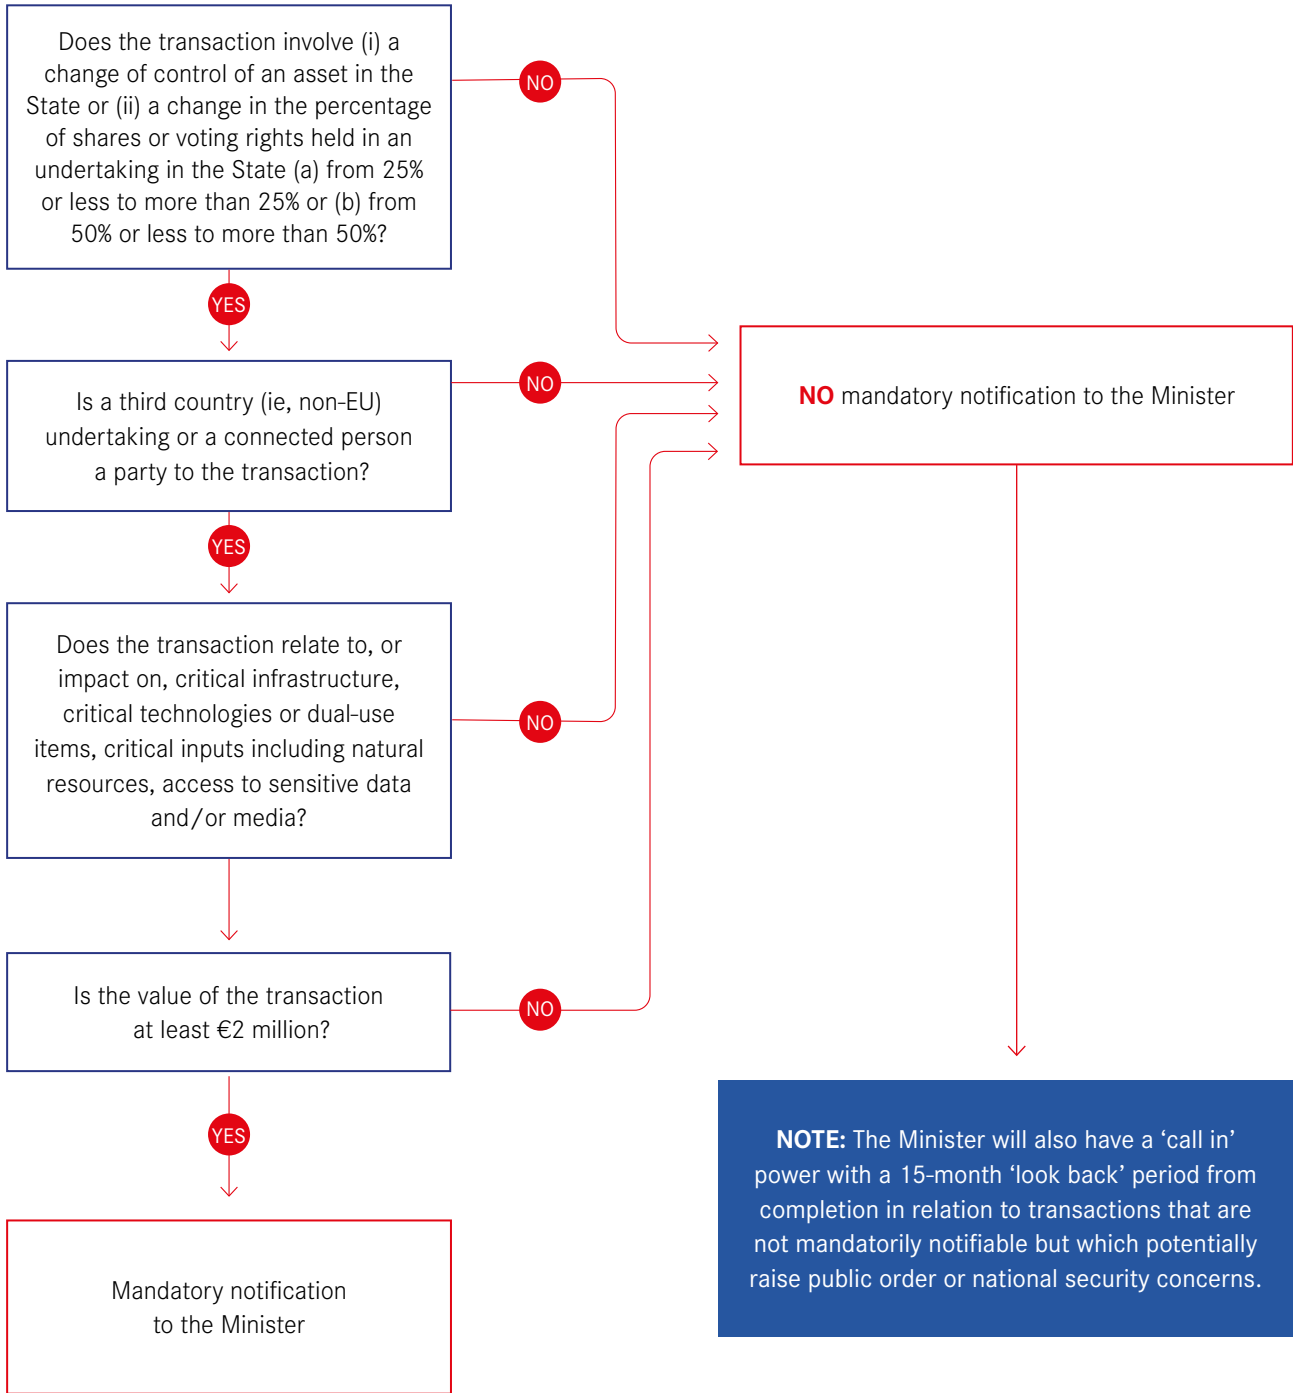 Does the transaction involve (i) a
change of control of an asset in the
State or (ii) a change in the percentage
of shares or voting rights held in an
undertaking in the State (a) from 25%
or less to more than 25% or (b) from
50% or less to more than 50%?
NO
YES
Is a third country (ie, non-EU)
undertaking or a connected person
a party to the transaction?
NO
NO mandatory notification to the Minister
YES
Does the transaction relate to, or
impact on, critical infrastructure,
critical technologies or dual-use
items, critical inputs including natural
resources, access to sensitive data
and/or media?
NO
Is the value of the transaction
at least €2 million?
NO
YES
Mandatory notification
to the Minister
NOTE: The Minister will also have a ‘call in’
power with a 15-month ‘look back’ period from
completion in relation to transactions that are
not mandatorily notifiable but which potentially
raise public order or national security concerns.